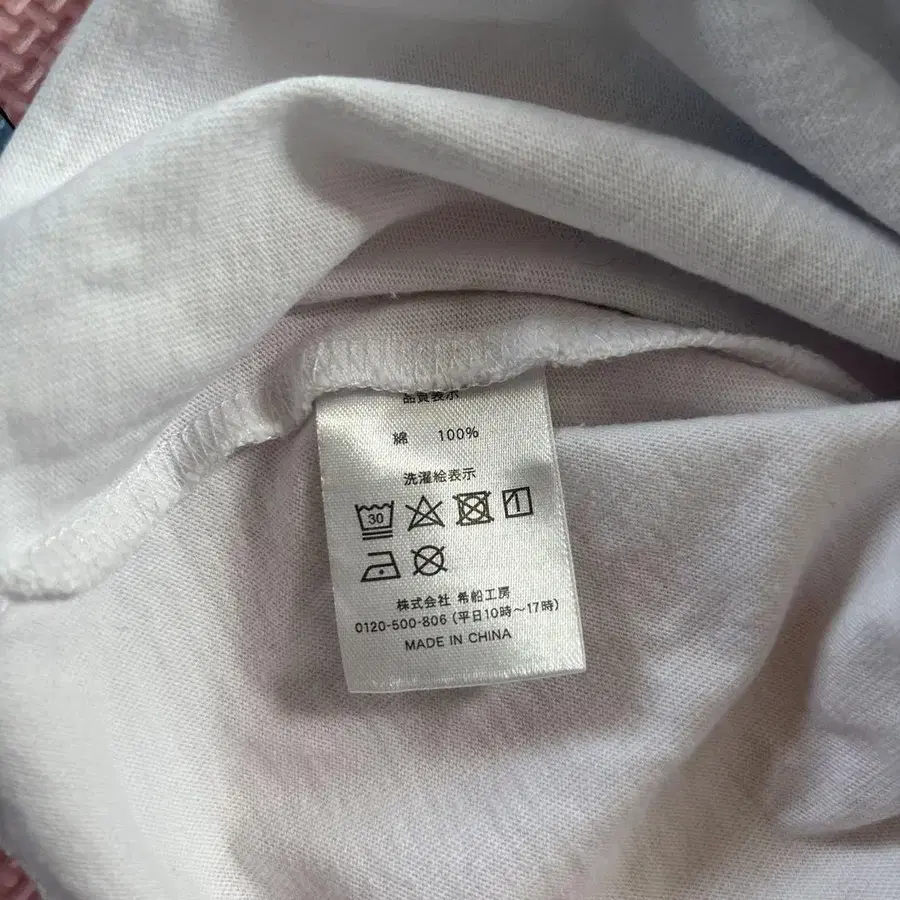 品質表示
綿 100%
洗濯絵表示
30
株式会社 希船工房
0120-500-806 (平日10時~17時)
MADE IN CHINA